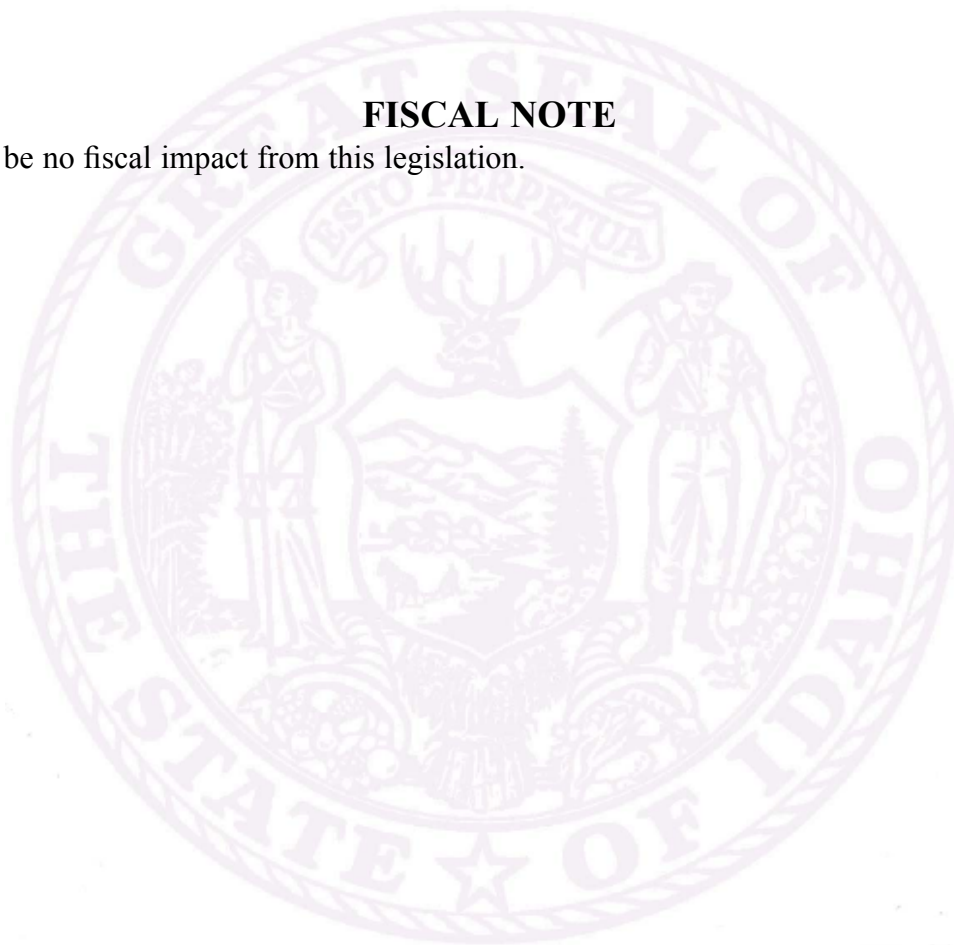 FISCAL NOTE
be no fiscal impact from this legislation.
GREAT SEAL OF
THE STATE OF IDAHO
ESTO PERPETUA